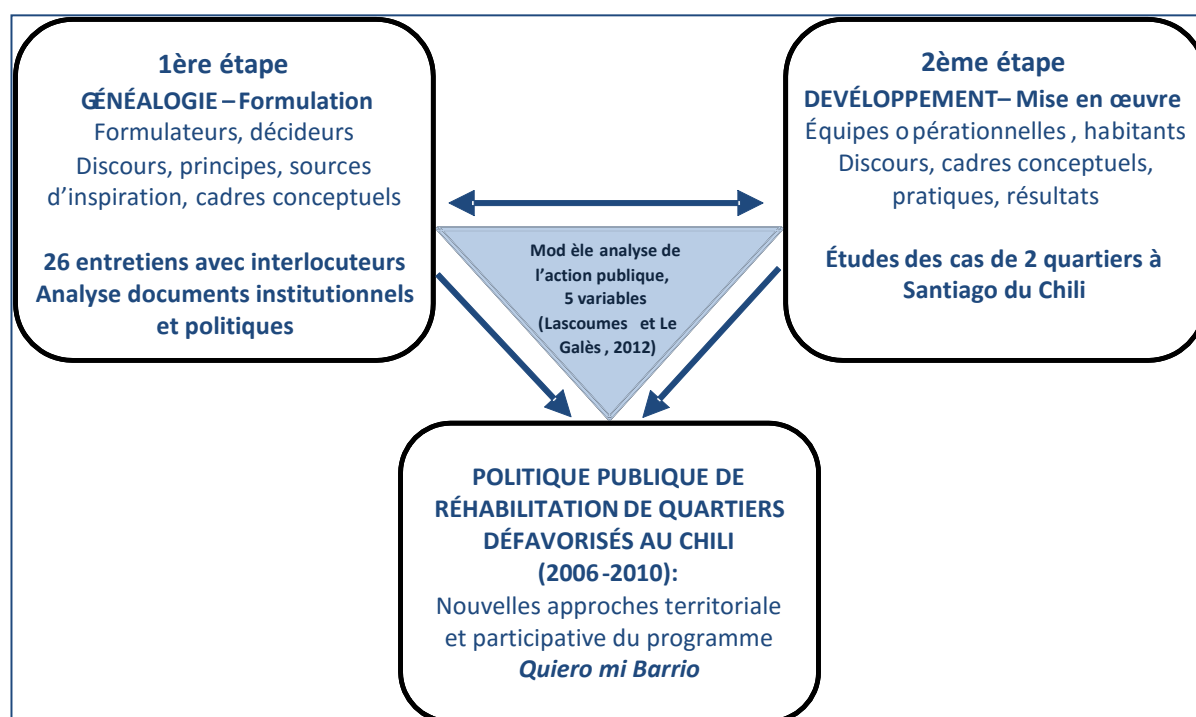 1ère étape
GÉNÉALOGIE – Formulation
Formulateurs, décideurs
Discours, principes, sources
d’inspiration, cadres conceptuels
26 entretiens avec interlocuteurs
Analyse documents institutionnels
et politiques
2ème étape
DEVÉLOPPEMENT– Mise en œuvre
Équipes opérationnelles , habitants
Discours, cadres conceptuels,
pratiques, résultats
Études des cas de 2 quartiers à
Santiago du Chili
Mod èle analyse de
l’action publique,
5 variables
(Lascoumes et Le
Galès , 2012)
POLITIQUE PUBLIQUE DE
RÉHABILITATION DE QUARTIERS
DÉFAVORISÉS AU CHILI
(2006 -2010):
Nouvelles approches territoriale
et participative du programme
Quiero mi Barrio